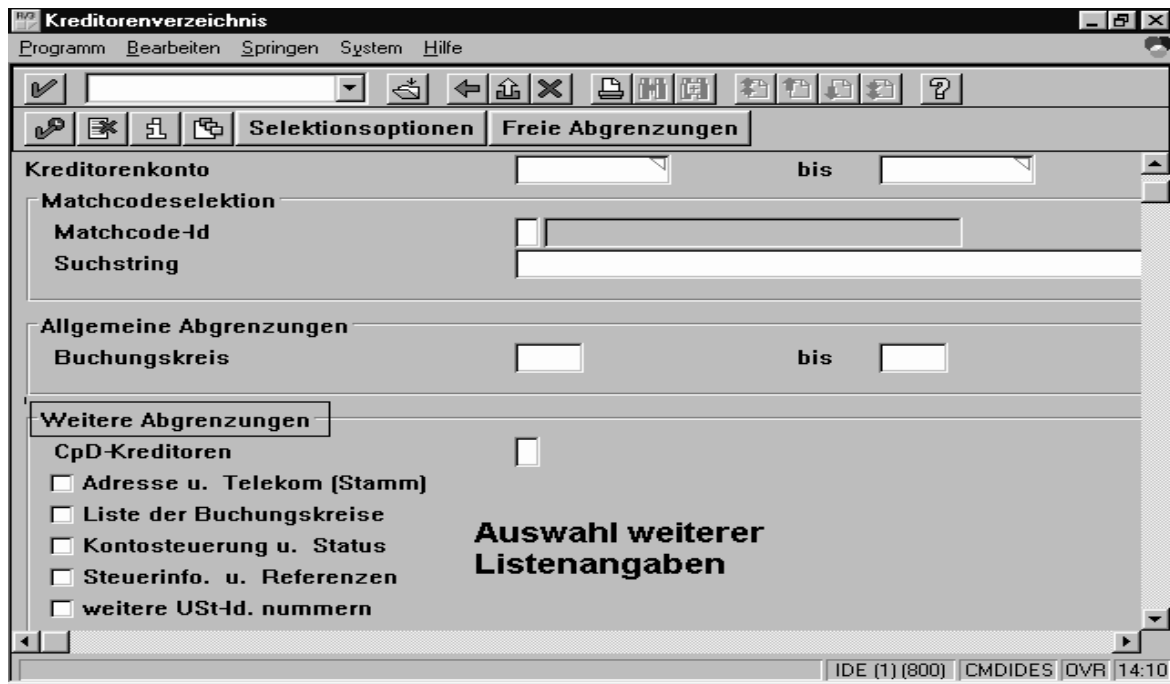 R/3 Kreditorenverzeichnis
Programm Bearbeiten Springen System Hilfe
Selektionsoptionen Freie Abgrenzungen
Kreditorenkonto bis
Matchcodeselektion
Matchcode-Id
Suchstring
Allgemeine Abgrenzungen
Buchungskreis bis
Weitere Abgrenzungen
CpD-Kreditoren
Adresse u. Telekom (Stamm)
Liste der Buchungskreise
Kontosteuerung u. Status
Steuerinfo. u. Referenzen
weitere USt-Id. nummern
Auswahl weiterer
Listenangaben
IDE (1) (800) CMDIDES OVR 14:10